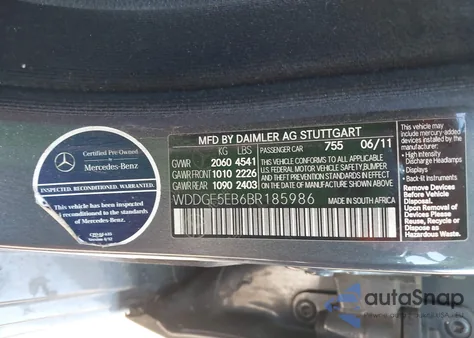 Certified Pre-Owned
Mercedes-Benz
INSPECTED. RECONDITIONED. WARRANTED.
This vehicle has been inspected
and reconditioned to the
standards of
Mercedes-Benz.
MFD BY DAIMLER AG STUTTGART
KG LBS PASSENGER CAR 755 06/11
GVWR 2060 4541
GAWR FRONT 1010 2226
GAWR REAR 1090 2403
THIS VEHICLE CONFORMS TO ALL APPLICABLE
U.S. FEDERAL MOTOR VEHICLE SAFETY, BUMPER
AND THEFT PREVENTION STANDARDS IN EFFECT
ON THE DATE OF MANUFACTURE SHOWN ABOVE.
WDDGF5EB6BR185986 MADE IN SOUTH AFRICA
This vehicle may include
mercury-added
devices installed by the
manufacturer:
• High Intensity
Discharge Headlamps
• Displays
Remove Devices
Before Vehicle
Disposal.
Upon Removal of
Devices Please
Reuse, Recycle or
Dispose as
Hazardous Waste
autoSnap